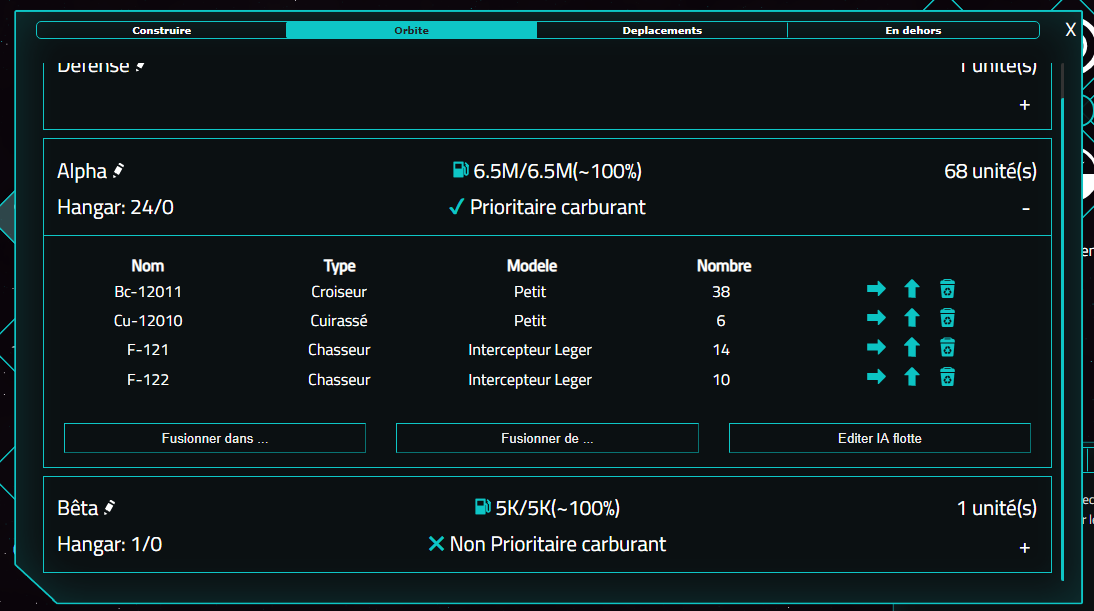 X
Construire Orbite Deplacements En dehors
Défense 1 unité(s)
+
Alpha 6.5M/6.5M(~100%) 68 unité(s)
Hangar: 24/0 Prioritaire carburant -
Nom Type Modele Nombre
Bc-12011 Croiseur Petit 38
Cu-12010 Cuirassé Petit 6
F-121 Chasseur Intercepteur Leger 14
F-122 Chasseur Intercepteur Leger 10
Fusionner dans ... Fusionner de ... Editer IA flotte
Bêta 5K/5K(~100%) 1 unité(s)
Hangar: 1/0 Non Prioritaire carburant +